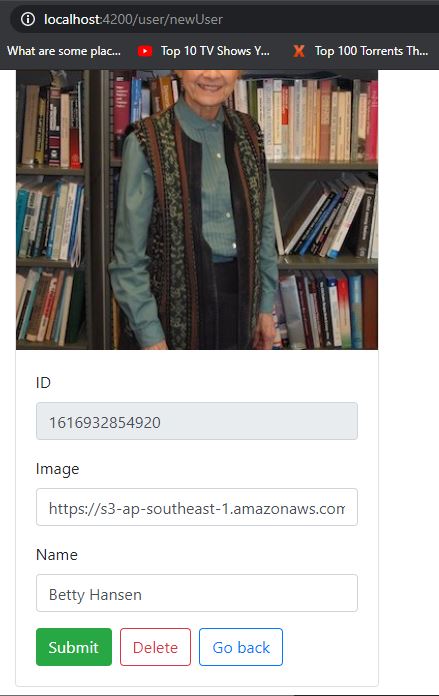 localhost:4200/user/newUser
What are some plac...
Top 10 TV Shows Y...
X
Top 100 Torrents Th...
ID
1616932854920
Image
https://s3-ap-southeast-1.amazonaws.com
Name
Betty Hansen
Submit
Delete
Go back